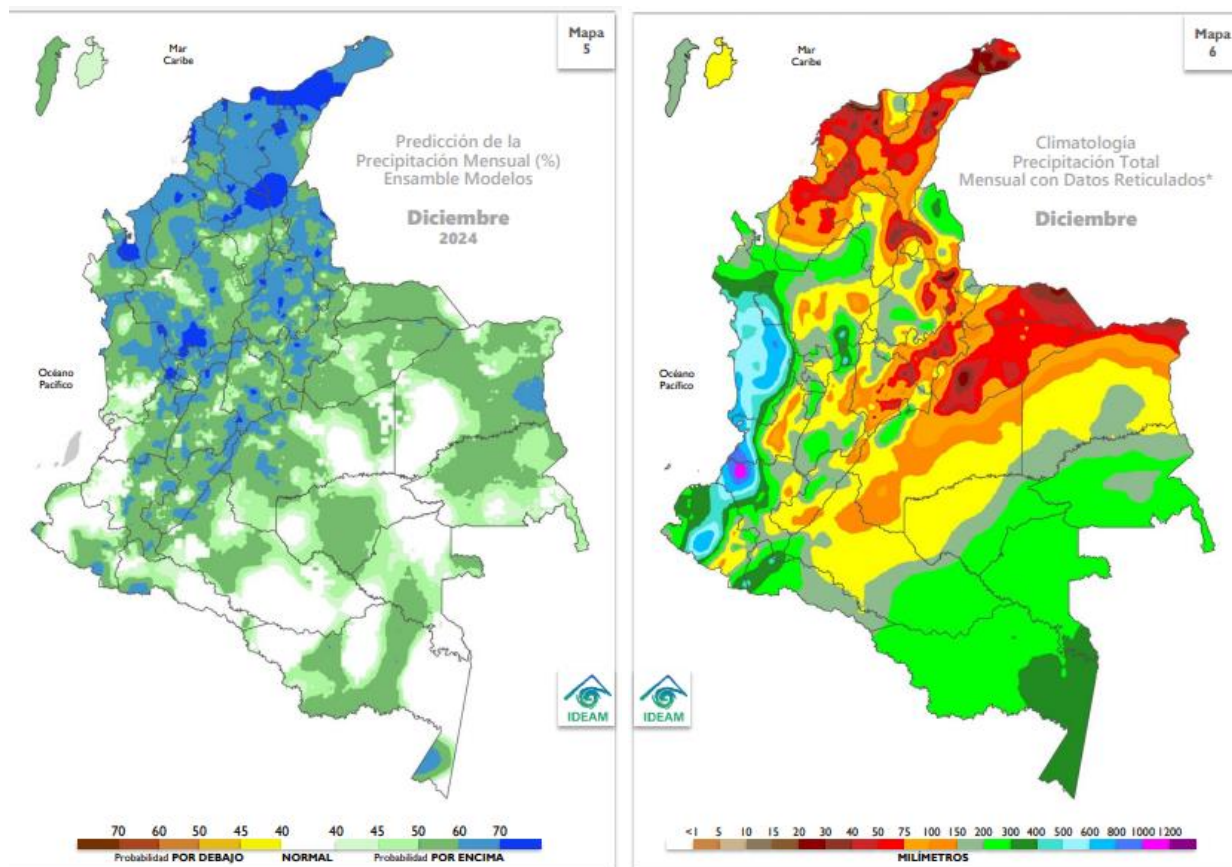 Mapa
5
Mar
Caribe
Predicción de la
Precipitación Mensual (%)
Ensamble Modelos
Diciembre
2024
Océano
Pacífico
IDEAM
70 60 50 45 40 40 45 50 60 70
Probabilidad POR DEBAJO NORMAL Probabilidad POR ENCIMA
Mapa
6
Mar
Caribe
Climatología
Precipitación Total
Mensual con Datos Reticulados*
Diciembre
Océano
Pacífico
IDEAM
<1 5 10 15 20 30 40 50 75 100 150 200 300 400 500 600 800 1000 1200
MILÍMETROS